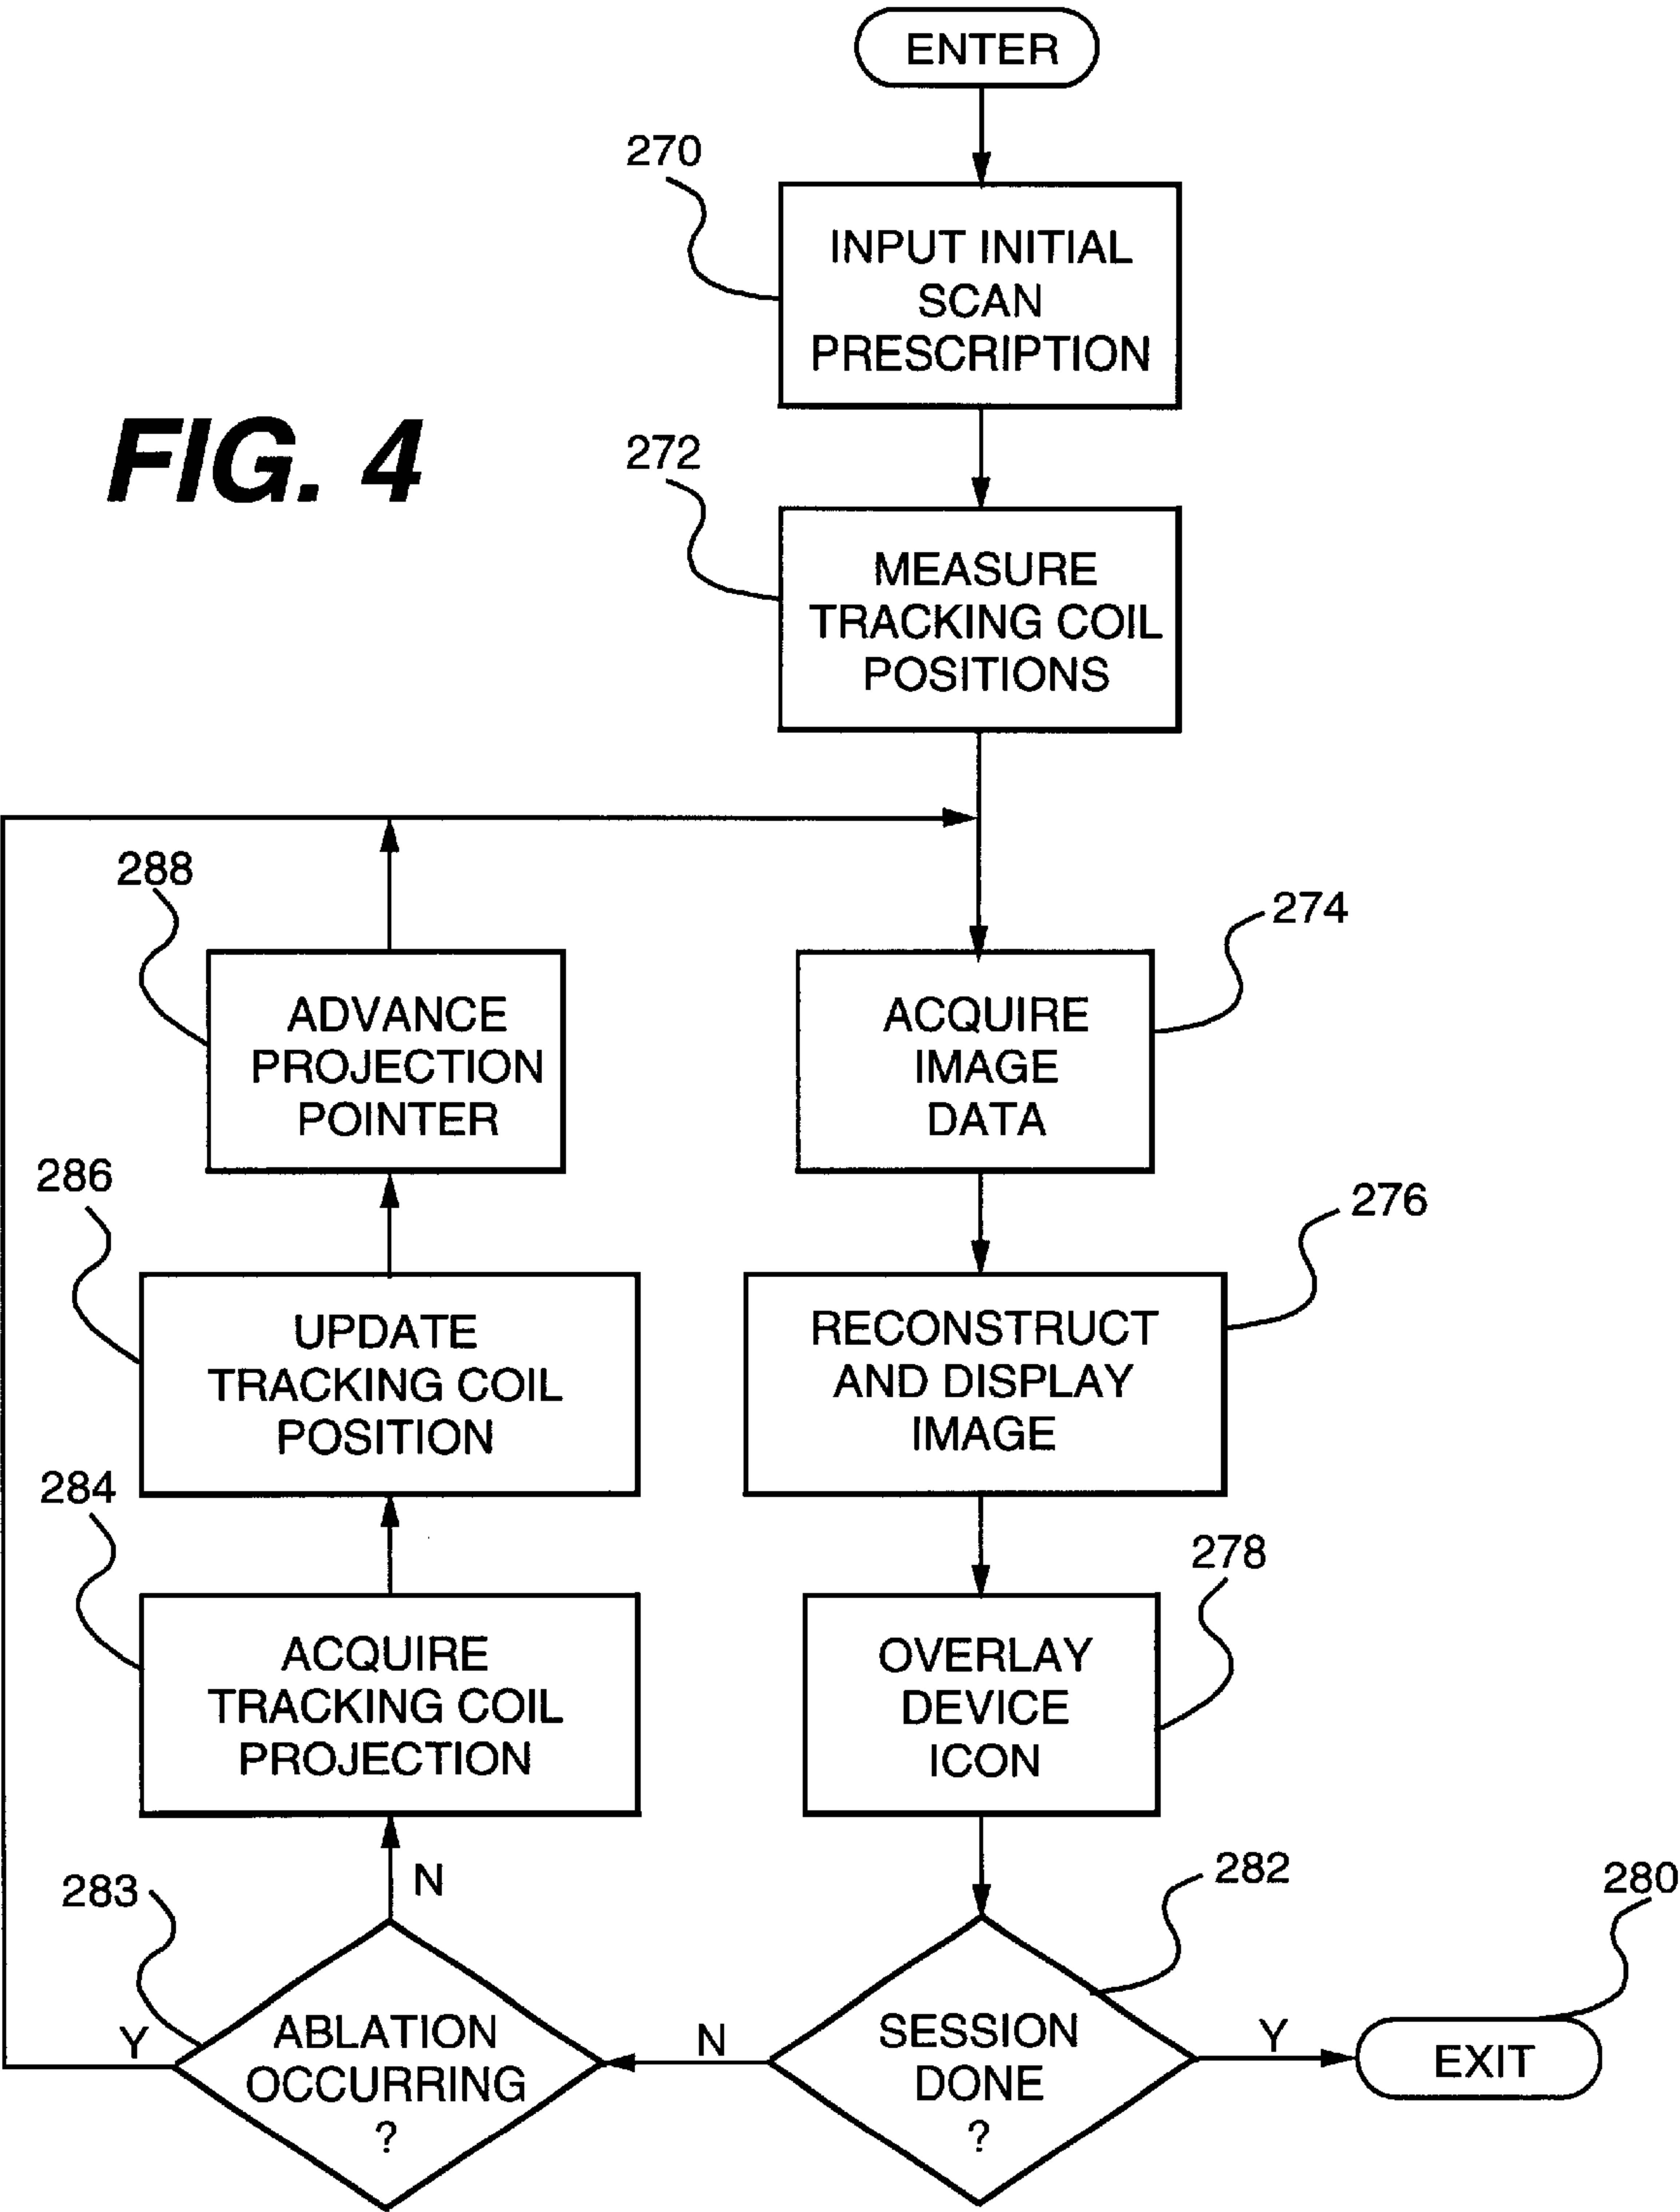 ENTER
270
INPUT INITIAL
SCAN
PRESCRIPTION
FIG. 4
272
MEASURE
TRACKING COIL
POSITIONS
288
274
ADVANCE
PROJECTION
POINTER
ACQUIRE
IMAGE
DATA
286
276
UPDATE
TRACKING COIL
POSITION
RECONSTRUCT
AND DISPLAY
IMAGE
284
278
ACQUIRE
TRACKING COIL
PROJECTION
OVERLAY
DEVICE
ICON
N
283
282
280
Y
ABLATION
OCCURRING
?
N
SESSION
DONE
?
Y
EXIT